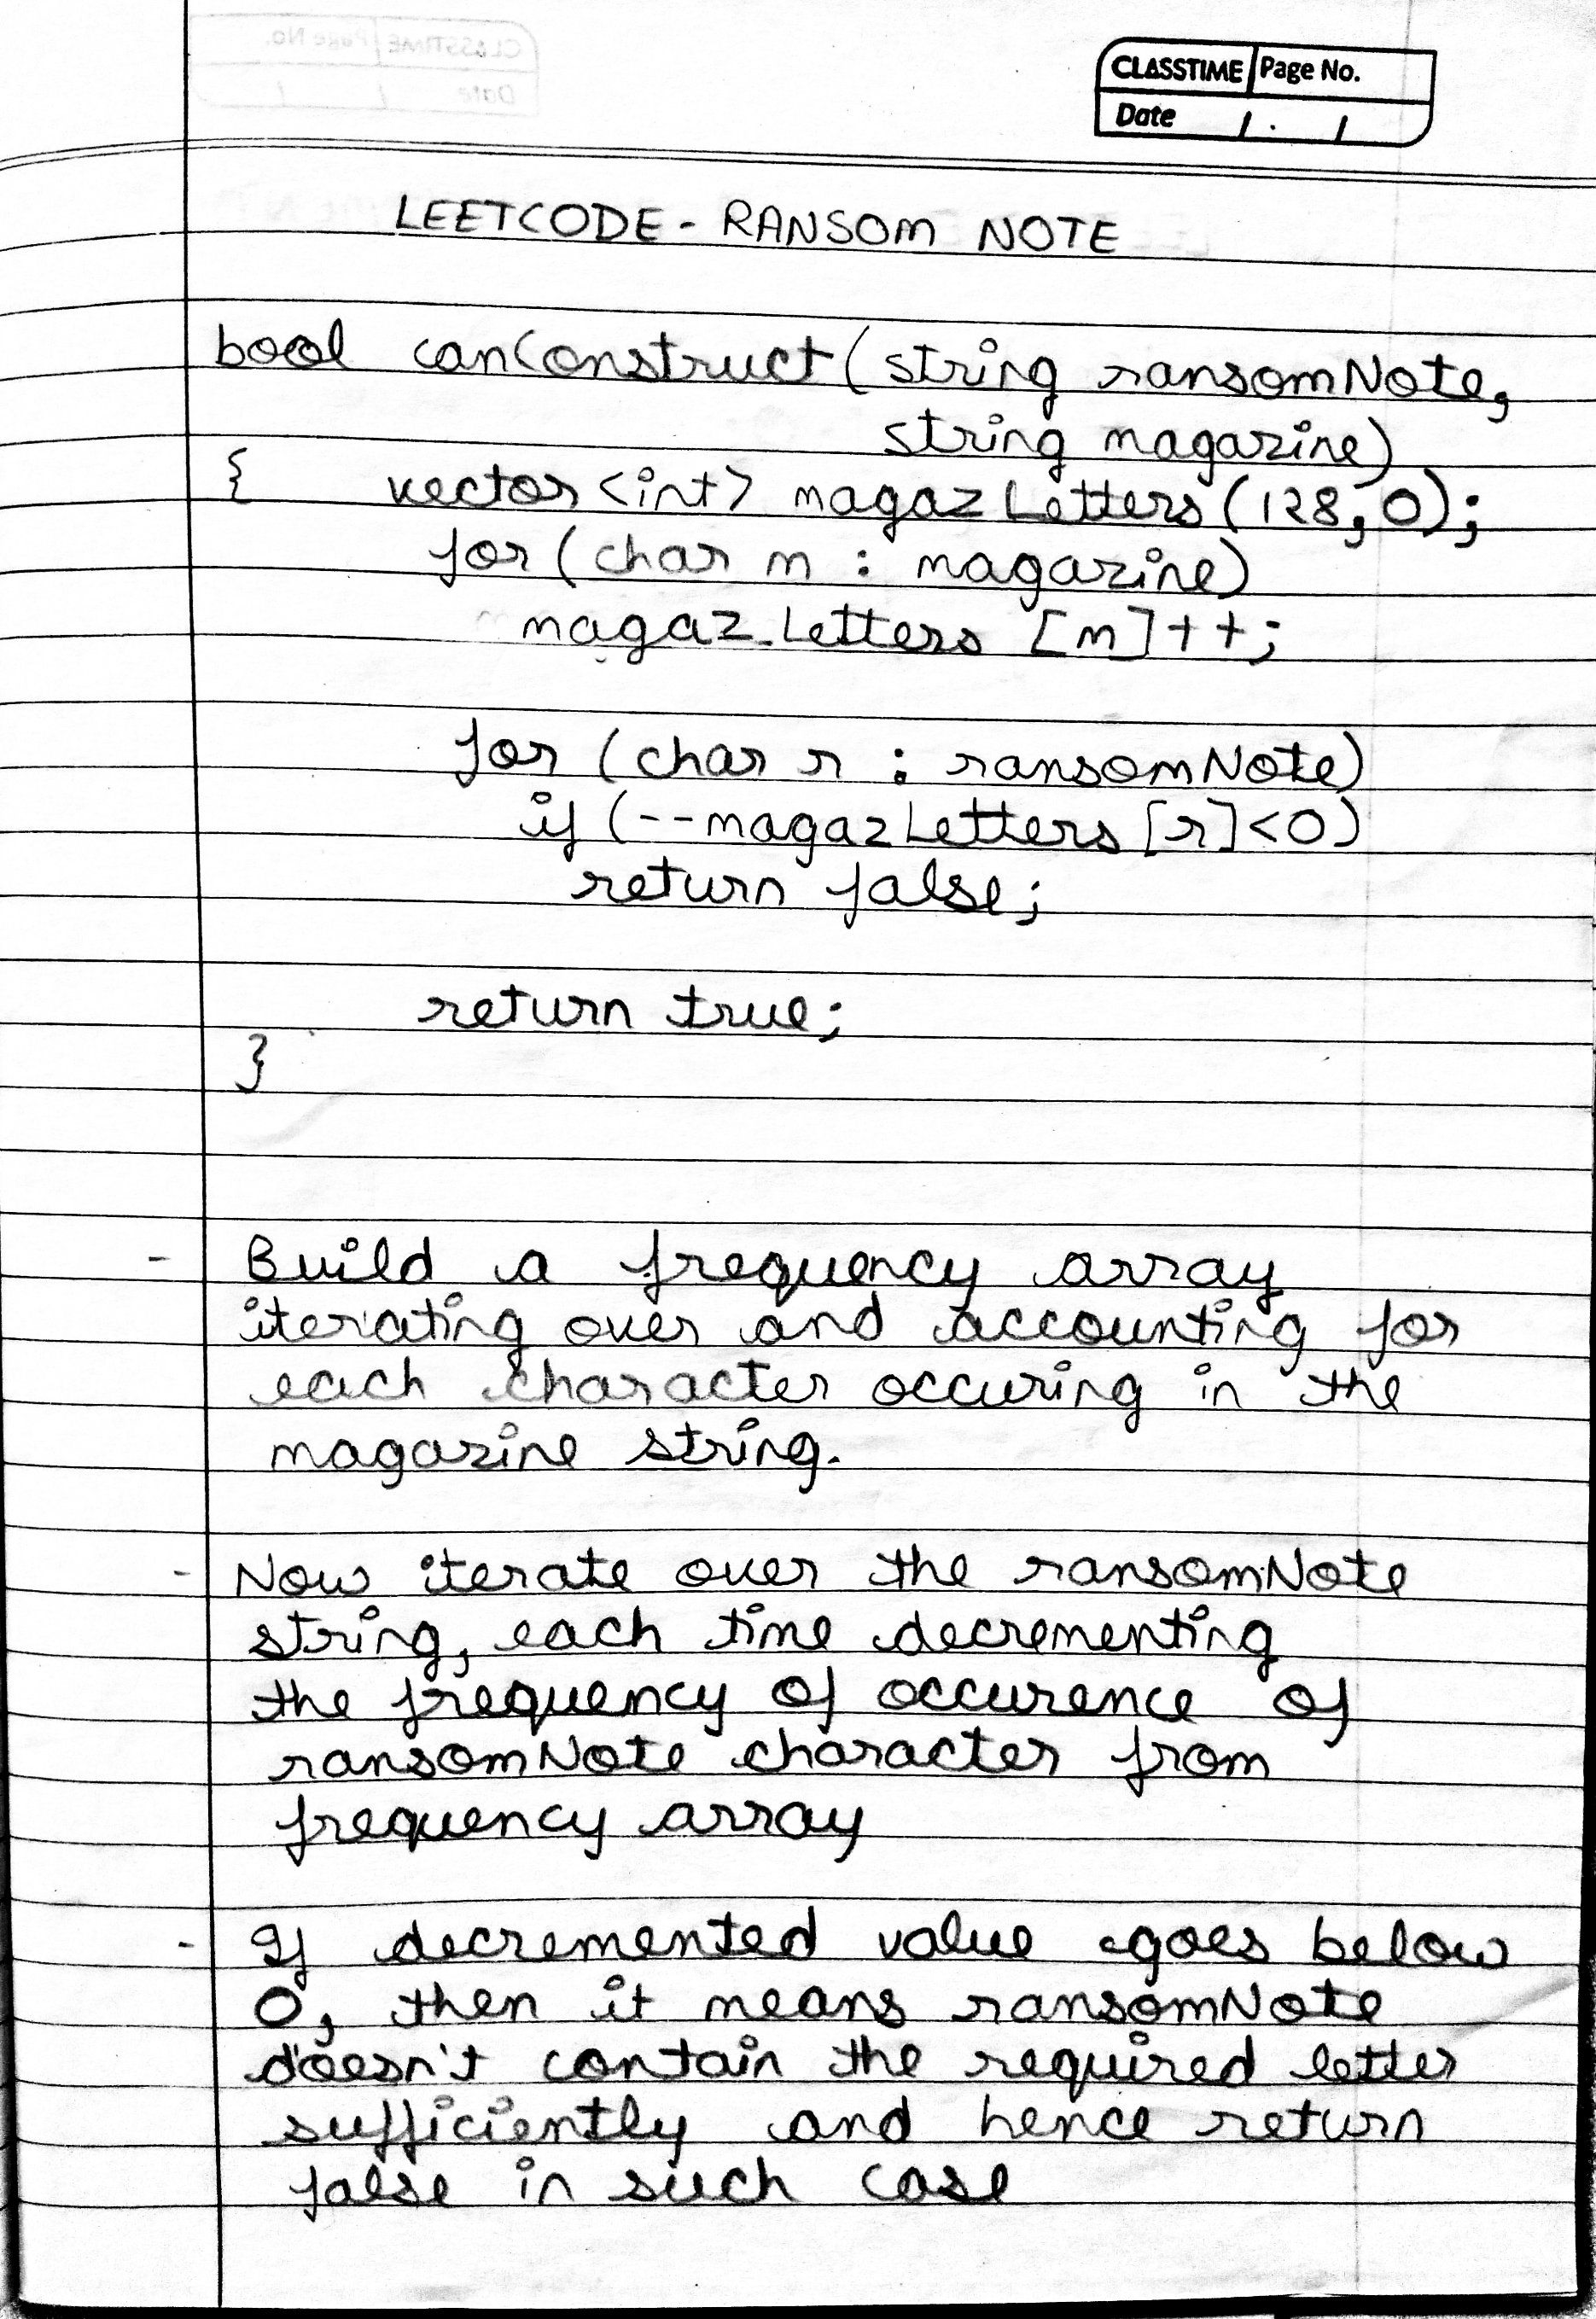 CLASSTIME Page No.
Date / /
LEETCODE - RANSOM NOTE
bool canConstruct(string ransomNote,
string magazine)
{ vector<int> magazLetters(128,0);
for(char m : magazine)
magazLetters [m]++;
for (char r : ransomNote)
if (--magazLetters[r]<0)
return false;
return true;
}
- Build a frequency array
iterating over and accounting for
each character occuring in the
magazine string.
- Now iterate over the ransomNote
string, each time decrementing
the frequency of occurence of
ransomNote character from
frequency array
- If decremented value goes below
0, then it means ransomNote
doesn't contain the required letter
sufficiently and hence return
false in such case